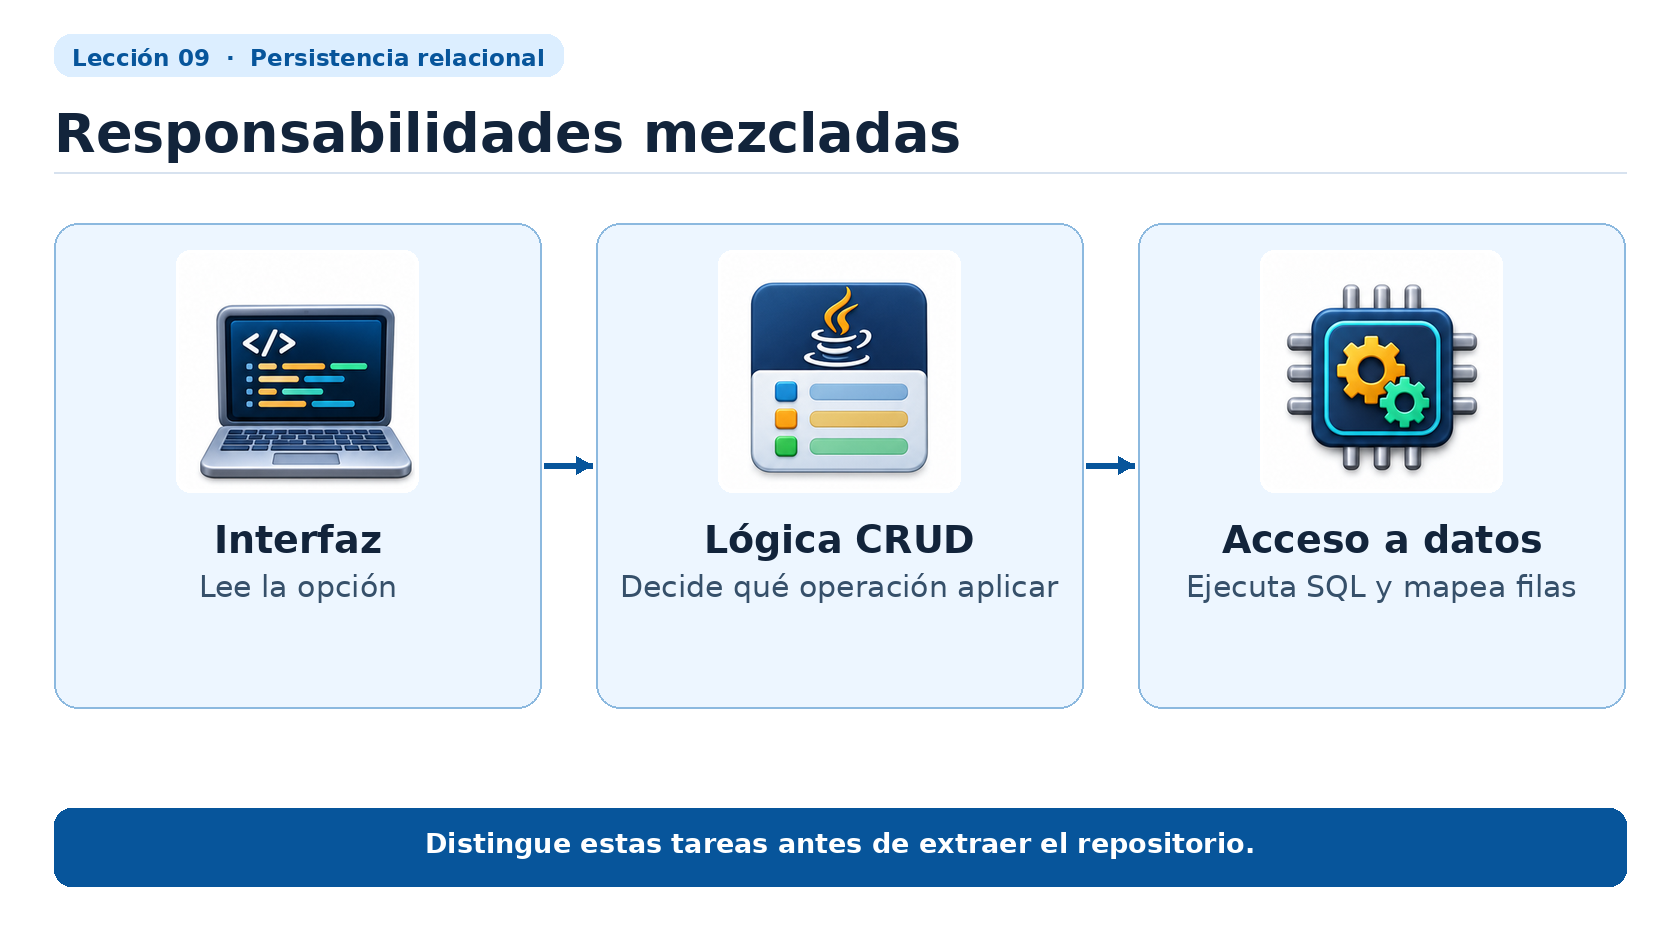 Lección 09 · Persistencia relacional
Responsabilidades mezcladas
</>
Interfaz
Lee la opción
Lógica CRUD
Decide qué operación aplicar
Acceso a datos
Ejecuta SQL y mapea filas
Distingue estas tareas antes de extraer el repositorio.